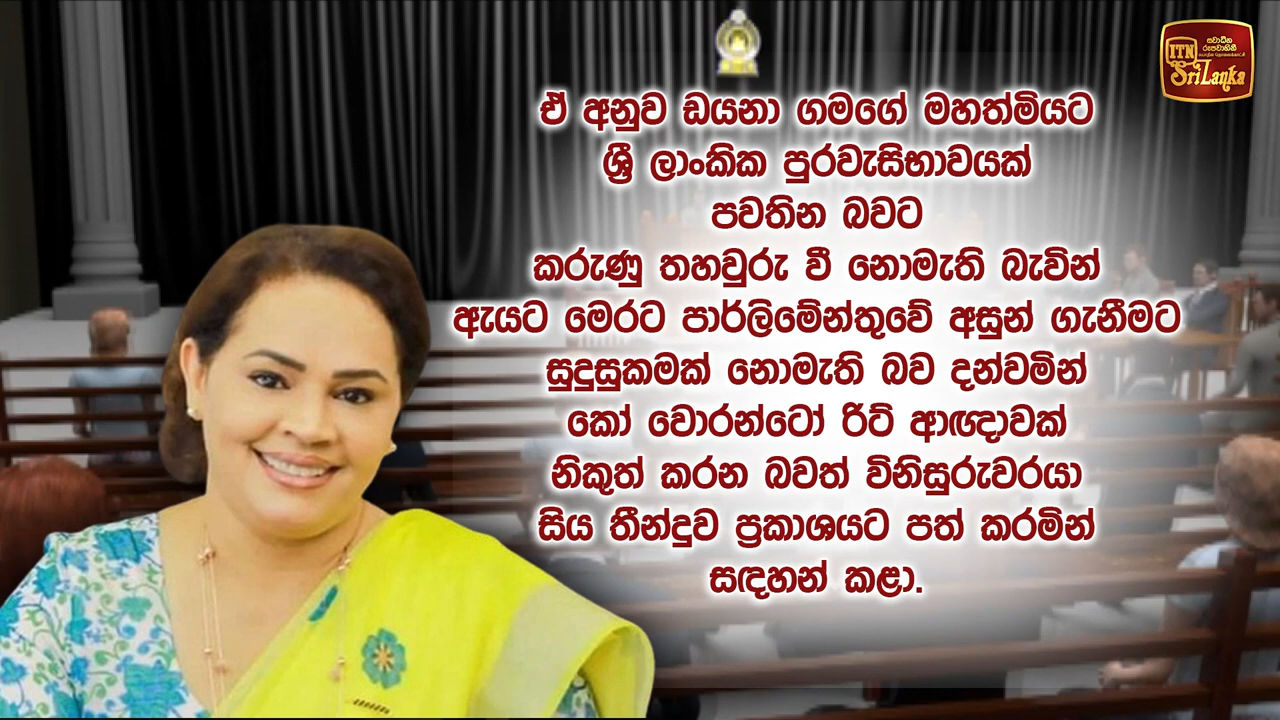 ITN
ස්වාධීන
රූපවාහිනී
Sri Lanka
ඒ අනුව ඩයනා ගමගේ මහත්මියට
ශ්‍රී ලාංකික පුරවැසිභාවයක්
පවතින බවට
කරුණු තහවුරු වී නොමැති බැවින්
ඇයට මෙරට පාර්ලිමේන්තුවේ අසුන් ගැනීමට
සුදුසුකමක් නොමැති බව දන්වමින්
කෝ වොරන්ටෝ රිට් ආඥාවක්
නිකුත් කරන බවත් විනිසුරුවරයා
සිය තීන්දුව ප්‍රකාශයට පත් කරමින්
සඳහන් කළා.